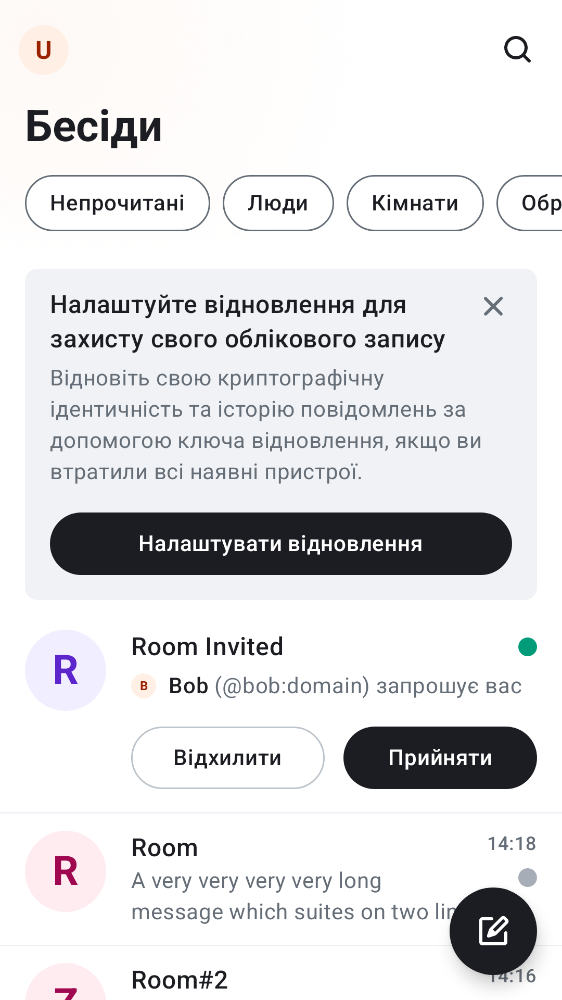 U
Бесіди
Непрочитані Люди Кімнати
Налаштуйте відновлення для
захисту свого облікового запису
Відновіть свою криптографічну
ідентичність та історію повідомлень за
допомогою ключа відновлення, якщо ви
втратили всі наявні пристрої.
Налаштувати відновлення
R
Room Invited
B Bob (@bob:domain) запрошує вас
Відхилити Прийняти
R
Room 14:18
A very very very very long
message which suites on two
Room#2 14:16